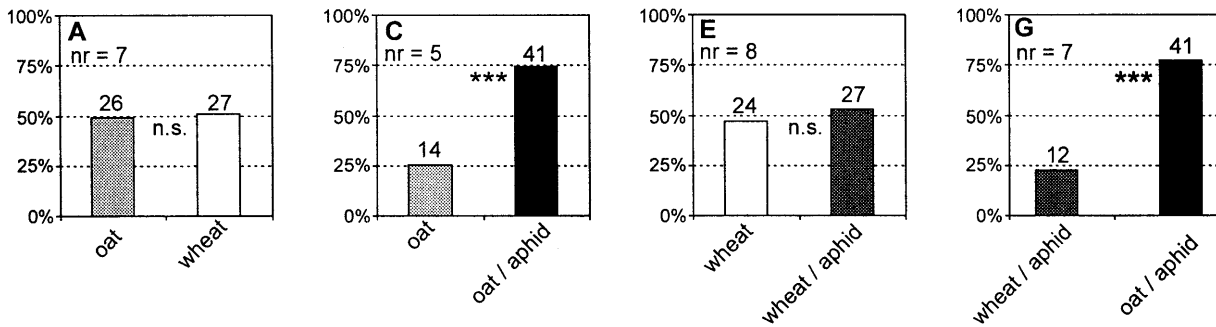 A
nr = 7
100%
75%
50%
25%
0%
26
n.s.
27
oat
wheat
C
nr = 5
100%
75%
50%
25%
0%
14
***
41
oat
oat / aphid
E
nr = 8
100%
75%
50%
25%
0%
24
n.s.
27
wheat
wheat / aphid
G
nr = 7
100%
75%
50%
25%
0%
12
***
41
wheat / aphid
oat / aphid